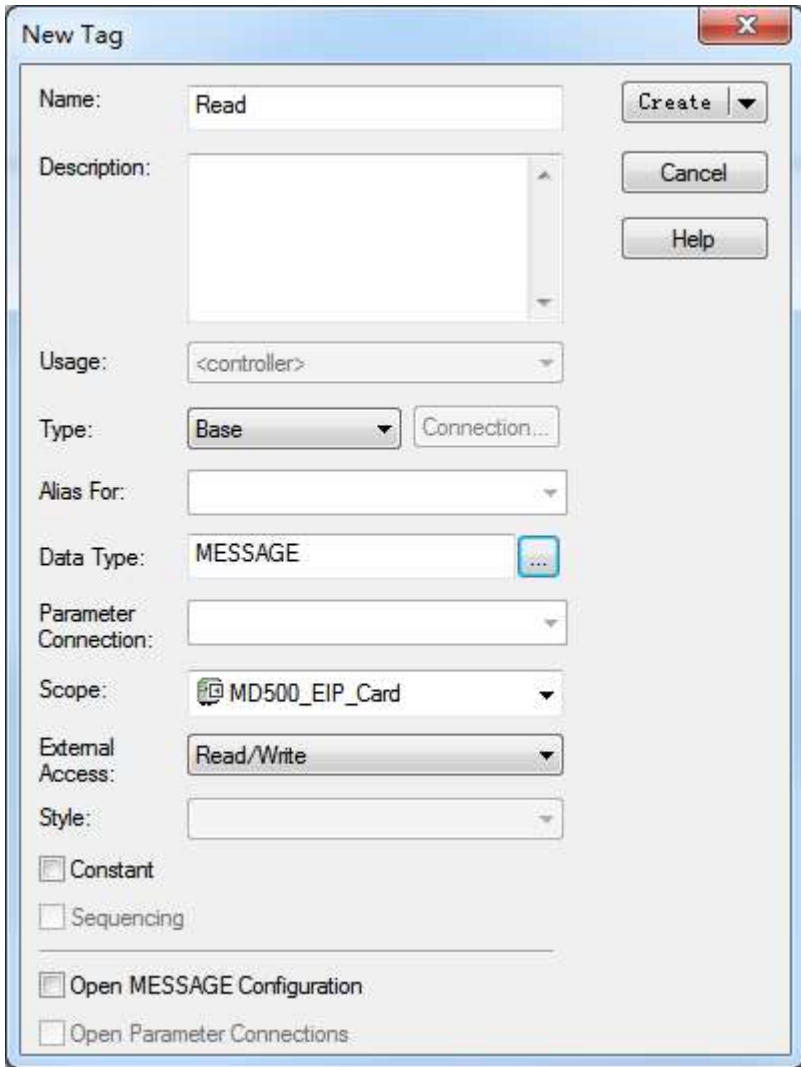 New Tag
Name:
Read
Create
Description:
Cancel
Help
Usage:
<controller>
Type:
Base
Connection...
Alias For:
Data Type:
MESSAGE
...
Parameter
Connection:
Scope:
MD500_EIP_Card
External
Access:
Read/Write
Style:
Constant
Sequencing
Open MESSAGE Configuration
Open Parameter Connections